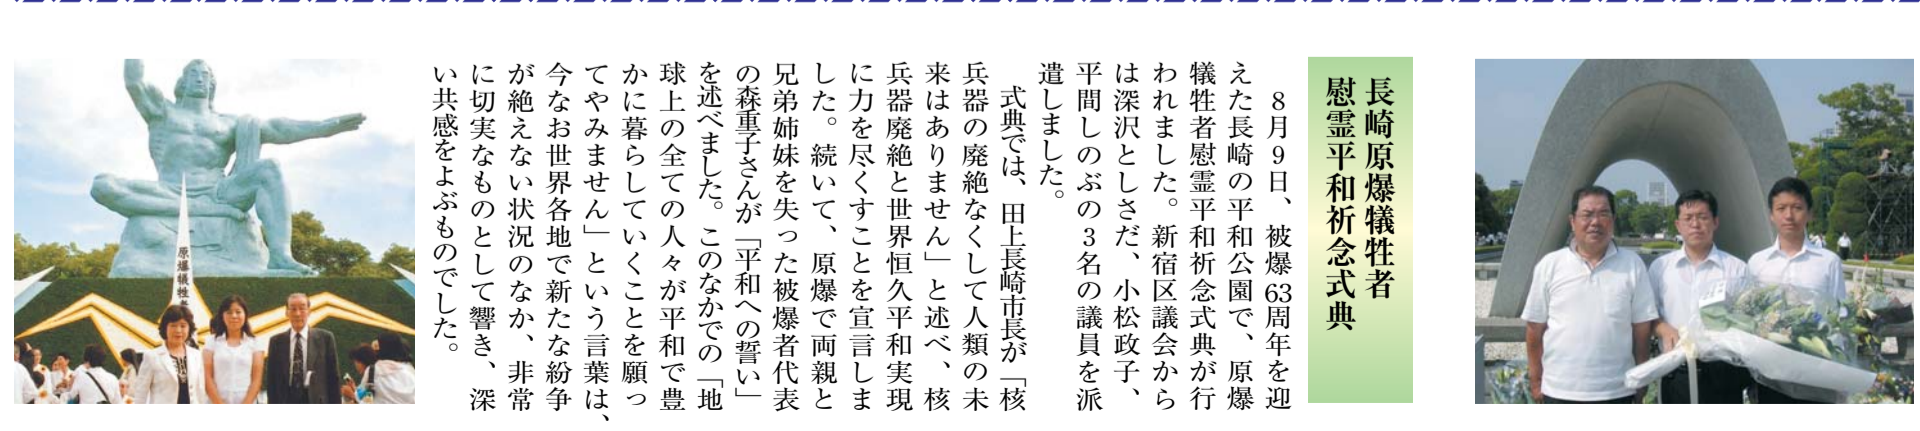 長崎原爆犠牲者
慰霊平和祈念式典
8月9日、被爆63周年を迎
えた長崎の平和公園で、原爆
犠牲者慰霊平和祈念式典が行
われました。新宿区議会から
は深沢としさだ、小松政子、
平間しのぶの3名の議員を派
遣しました。
式典では、田上長崎市長が「核
兵器の廃絶なくして人類の未
来はありません」と述べ、核
兵器廃絶と世界恒久平和実現
に力を尽くすことを宣言しま
した。続いて、原爆で両親と
兄弟姉妹を失った被爆者代表
の森重子さんが「平和への誓い」
を述べました。このなかでの「地
球上の全ての人々が平和で豊
かに暮らしていくことを願っ
てやみません」という言葉は、
今なお世界各地で新たな紛争
が絶えない状況のなか、非常
に切実なものとして響き、深
い共感をよぶものでした。
原爆犠牲者